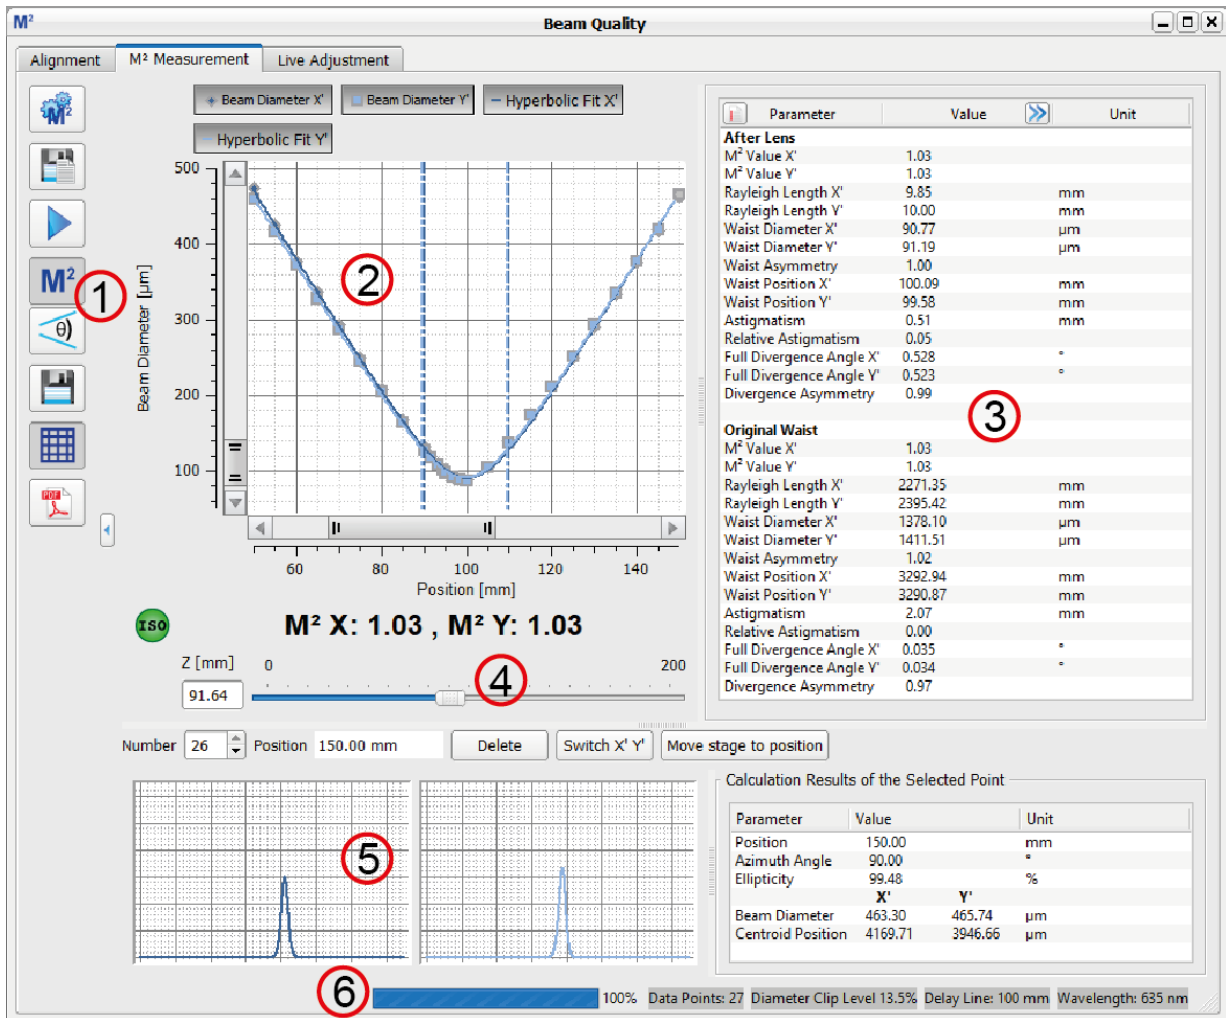 M²
Beam Quality
Alignment
M² Measurement
Live Adjustment
M²
M²
θ
PDF
1
Beam Diameter X'
Beam Diameter Y'
Hyperbolic Fit X'
Hyperbolic Fit Y'
Beam Diameter [µm]
500
400
300
200
100
2
60 80 100 120 140
Position [mm]
ISO
M² X: 1.03 , M² Y: 1.03
Z [mm] 0 200
91.64
4
Parameter Value Unit
After Lens
M² Value X' 1.03
M² Value Y' 1.03
Rayleigh Length X' 9.85 mm
Rayleigh Length Y' 10.00 mm
Waist Diameter X' 90.77 µm
Waist Diameter Y' 91.19 µm
Waist Asymmetry 1.00
Waist Position X' 100.09 mm
Waist Position Y' 99.58 mm
Astigmatism 0.51 mm
Relative Astigmatism 0.05
Full Divergence Angle X' 0.528 °
Full Divergence Angle Y' 0.523 °
Divergence Asymmetry 0.99
3
Original Waist
M² Value X' 1.03
M² Value Y' 1.03
Rayleigh Length X' 2271.35 mm
Rayleigh Length Y' 2395.42 mm
Waist Diameter X' 1378.10 µm
Waist Diameter Y' 1411.51 µm
Waist Asymmetry 1.02
Waist Position X' 3292.94 mm
Waist Position Y' 3290.87 mm
Astigmatism 2.07 mm
Relative Astigmatism 0.00
Full Divergence Angle X' 0.035 °
Full Divergence Angle Y' 0.034 °
Divergence Asymmetry 0.97
Number 26 Position 150.00 mm Delete Switch X' Y' Move stage to position
5
Calculation Results of the Selected Point
Parameter Value Unit
Position 150.00 mm
Azimuth Angle 90.00 °
Ellipticity 99.48 %
X' Y'
Beam Diameter 463.30 465.74 µm
Centroid Position 4169.71 3946.66 µm
6
100% Data Points: 27 Diameter Clip Level 13.5% Delay Line: 100 mm Wavelength: 635 nm